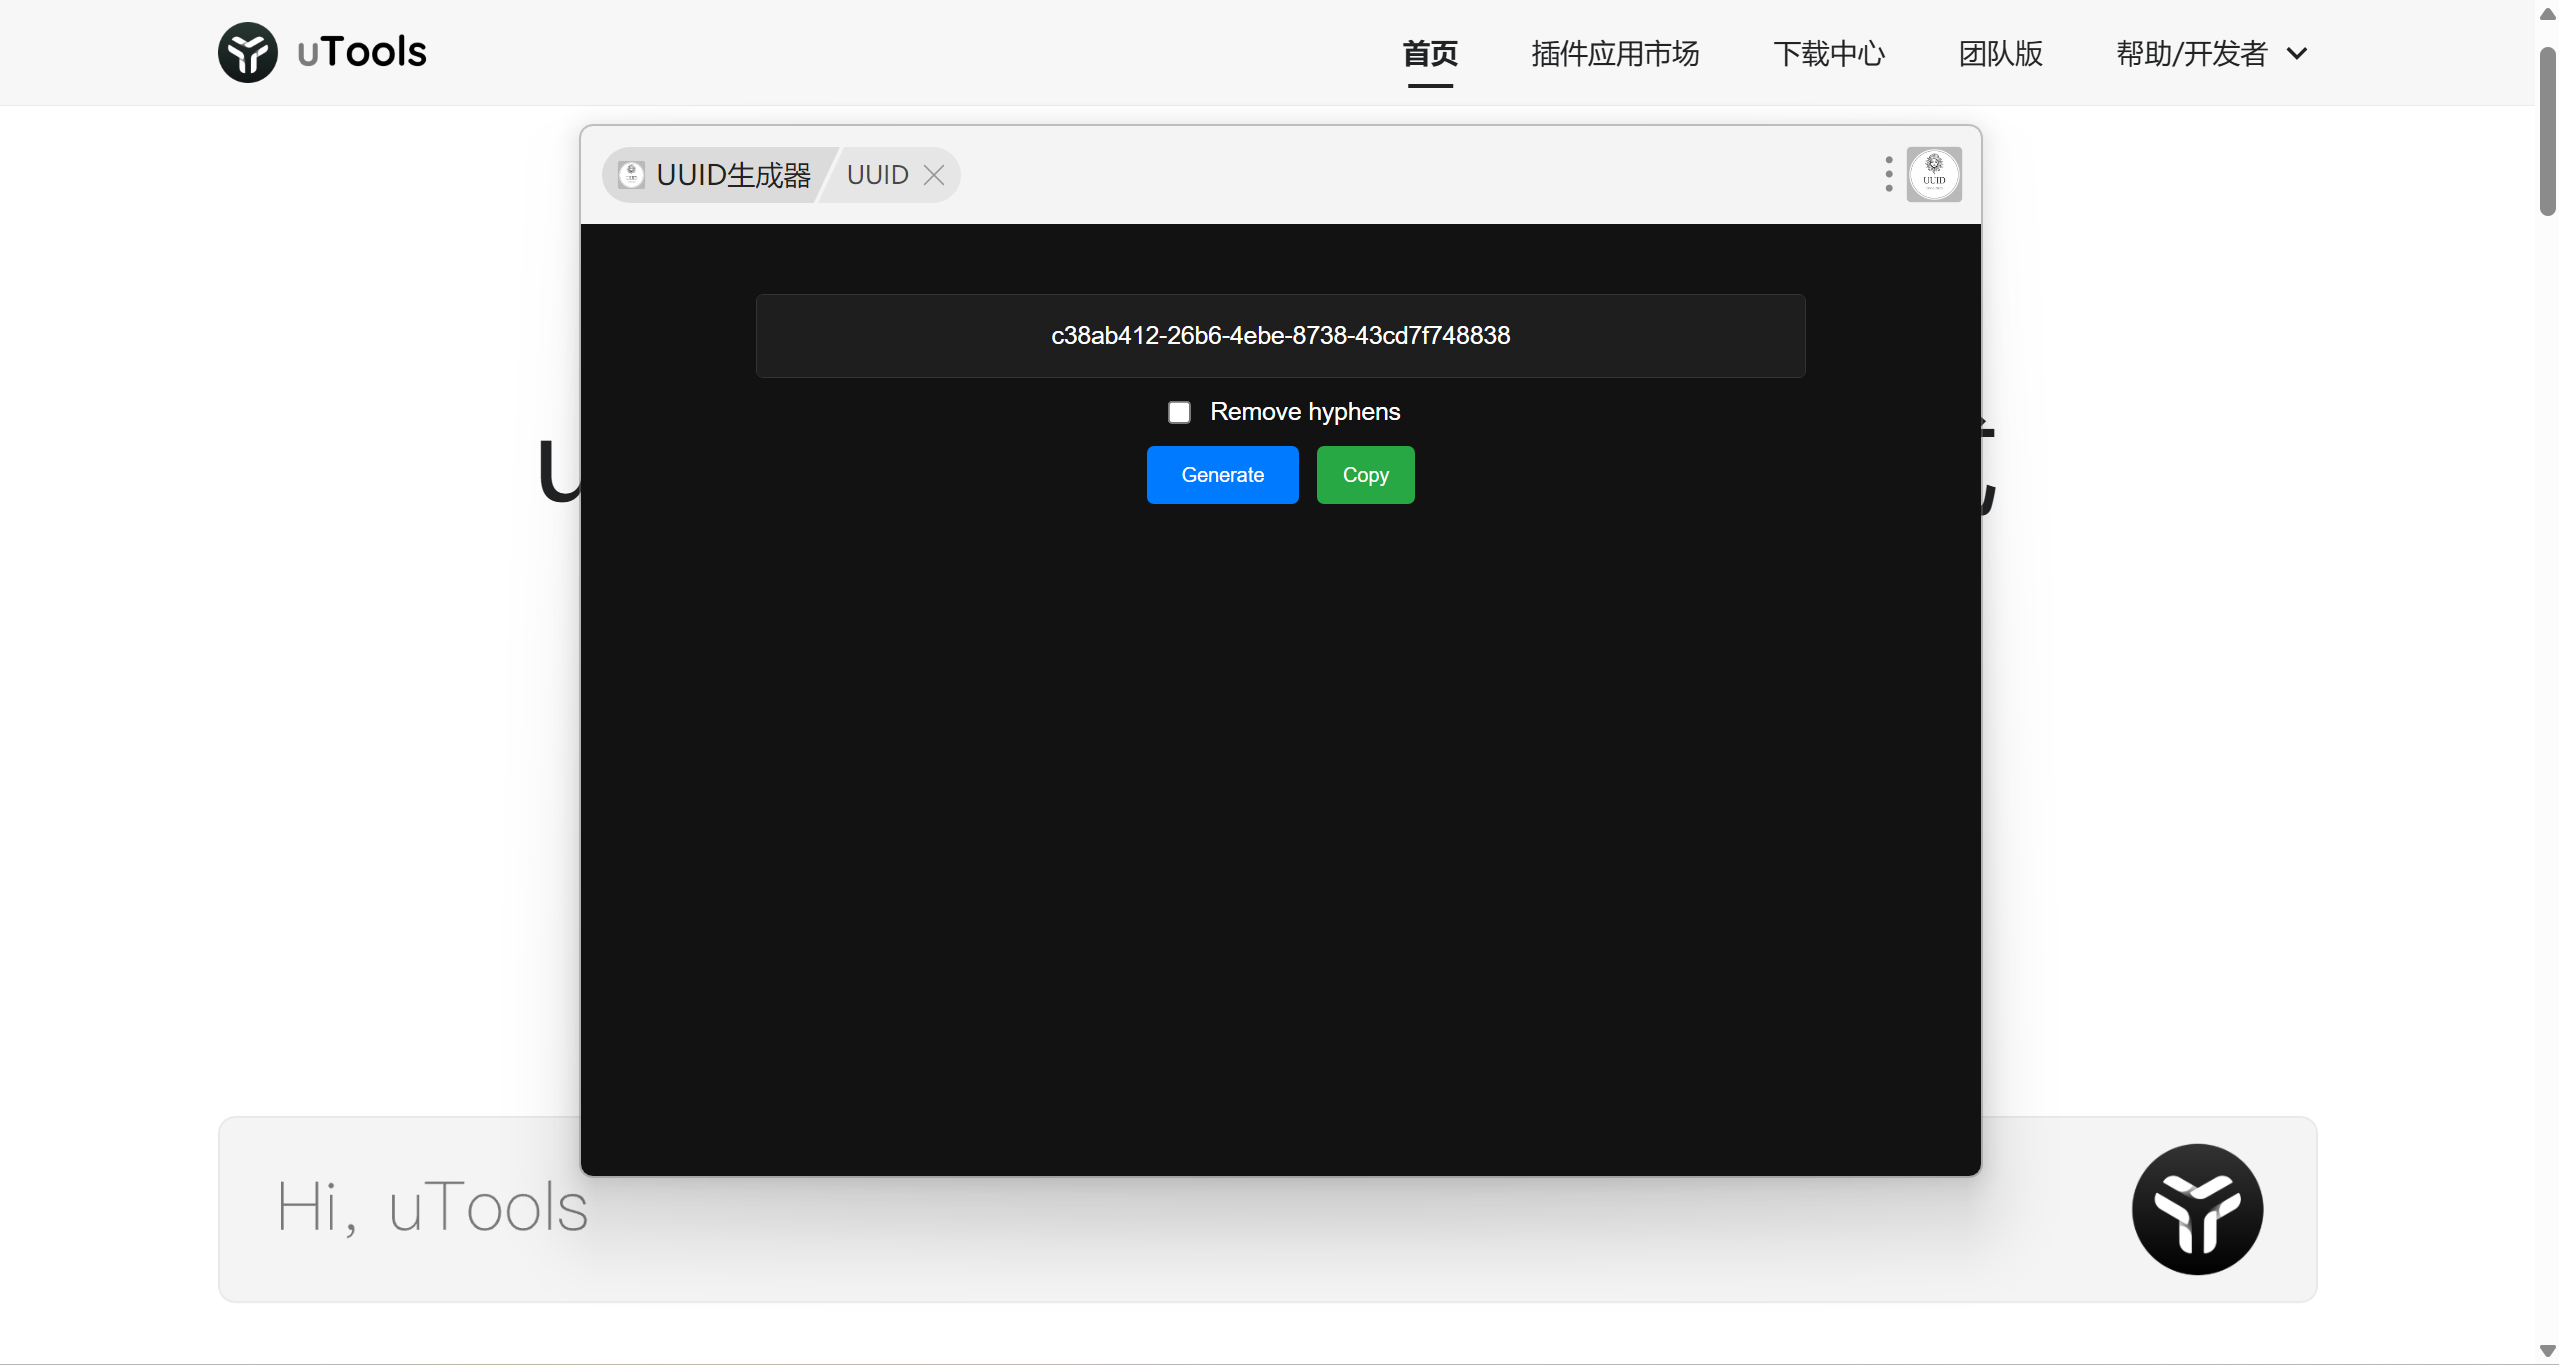 uTools
首页 插件应用市场 下载中心 团队版 帮助/开发者
UUID生成器 UUID
UUID
c38ab412-26b6-4ebe-8738-43cd7f748838
Remove hyphens
Generate Copy
Hi, uTools